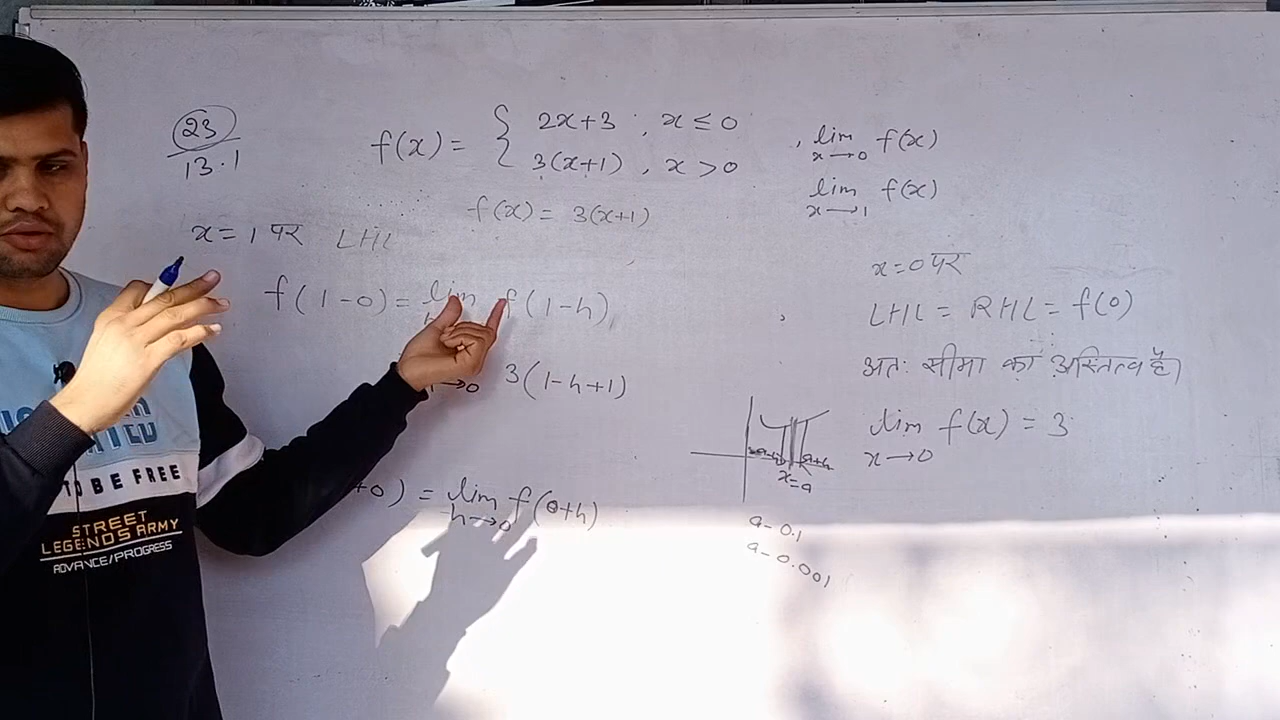 23
13.1
f(x) = { 2x+3 , x ≤ 0
3(x+1) , x > 0
, lim x→0 f(x)
lim x→1 f(x)
f(x) = 3(x+1)
x = 1 पर LHL
f(1-0) = lim f(1-h)
→0 3(1-h+1)
+0) = lim h→0 f(0+h)
x = 0 पर
LHL = RHL = f(0)
अतः सीमा का अस्तित्व है।
lim x→0 f(x) = 3
a-h a+h
x=a
a-0.1
a-0.001
TO BE FREE
STREET
LEGENDS ARMY
ADVANCE/PROGRESS